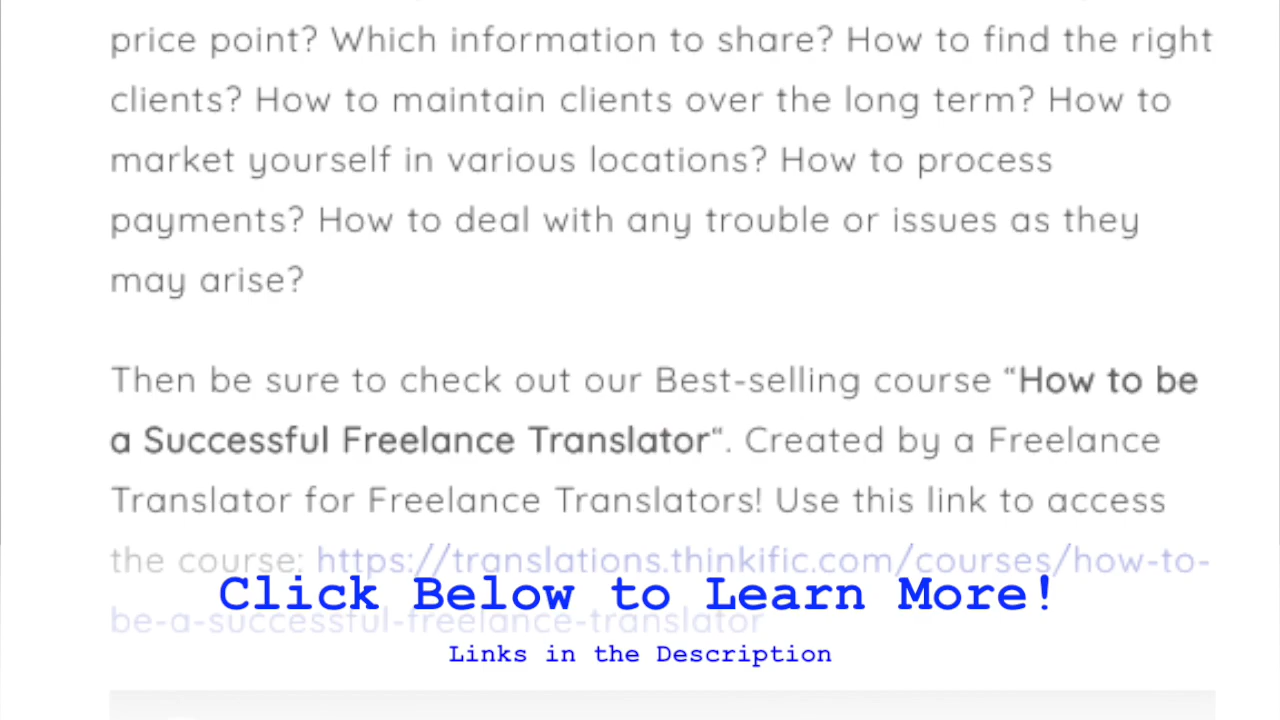 price point? Which information to share? How to find the right
clients? How to maintain clients over the long term? How to
market yourself in various locations? How to process
payments? How to deal with any trouble or issues as they
may arise?
Then be sure to check out our Best-selling course “How to be
a Successful Freelance Translator“. Created by a Freelance
Translator for Freelance Translators! Use this link to access
the course: https://translations.thinkific.com/courses/how-to-
Click Below to Learn More!
be-a-successful-freelance-translator
Links in the Description